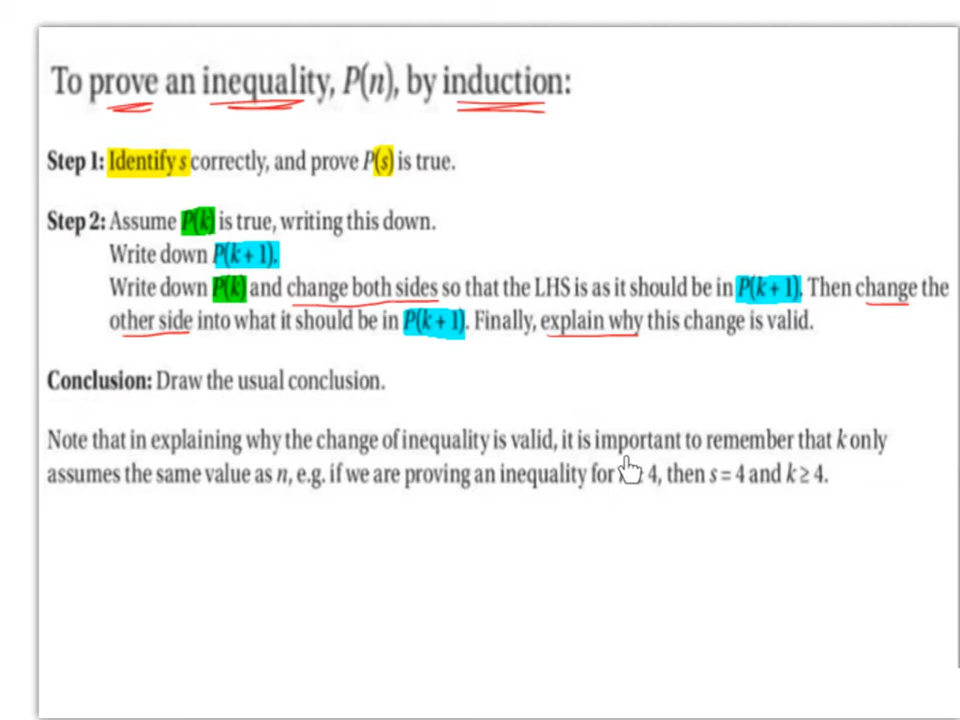 To prove an inequality, P(n), by induction:
Step 1: Identify s correctly, and prove P(s) is true.
Step 2: Assume P(k) is true, writing this down.
Write down P(k + 1).
Write down P(k) and change both sides so that the LHS is as it should be in P(k + 1). Then change the
other side into what it should be in P(k + 1). Finally, explain why this change is valid.
Conclusion: Draw the usual conclusion.
Note that in explaining why the change of inequality is valid, it is important to remember that k only
assumes the same value as n, e.g. if we are proving an inequality for 4, then s = 4 and k ≥ 4.